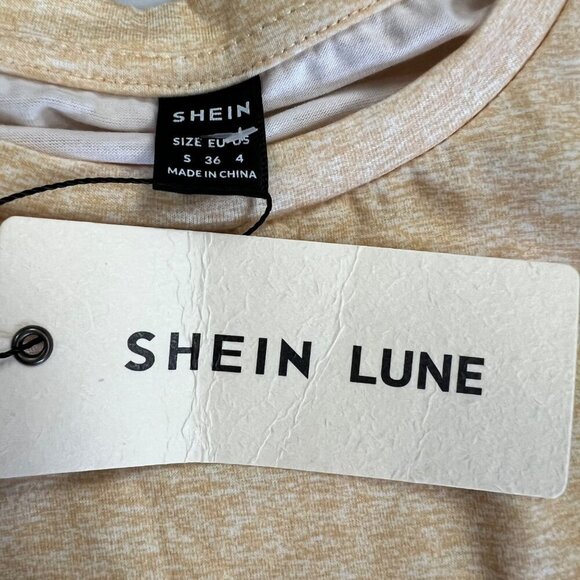 SHEIN
SIZE EU US
S 36 4
MADE IN CHINA
SHEIN LUNE